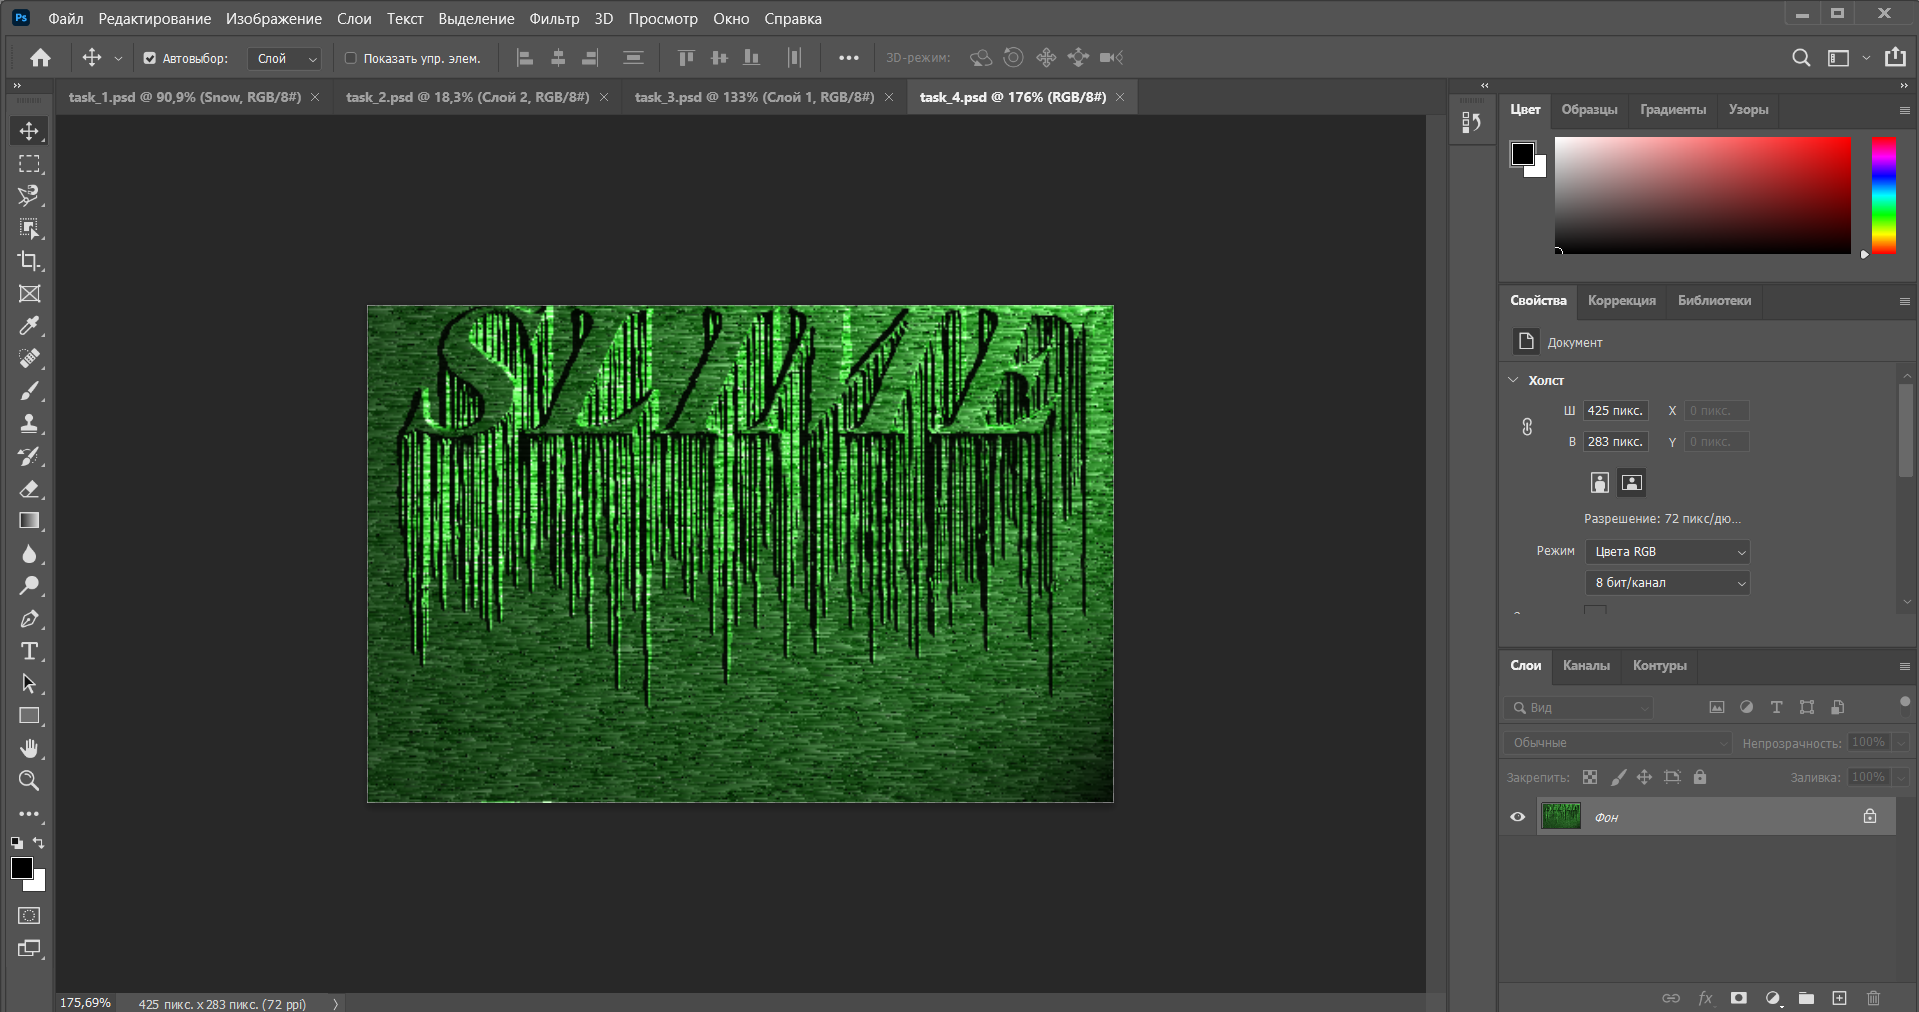 Ps Файл Редактирование Изображение Слои Текст Выделение Фильтр 3D Просмотр Окно Справка
Автовыбор: Слой Показать упр. элем. 3D-режим:
task_1.psd @ 90,9% (Snow, RGB/8#) task_2.psd @ 18,3% (Слой 2, RGB/8#) task_3.psd @ 133% (Слой 1, RGB/8#) task_4.psd @ 176% (RGB/8#)
Цвет Образцы Градиенты Узоры
Свойства Коррекция Библиотеки
Документ
Холст
Ш 425 пикс. X 0 пикс.
В 283 пикс. Y 0 пикс.
Разрешение: 72 пикс/дю...
Режим Цвета RGB
8 бит/канал
Слои Каналы Контуры
Вид
Обычные Непрозрачность: 100%
Закрепить: Заливка: 100%
Фон
175,69% 425 пикс. x 283 пикс. (72 ppi)